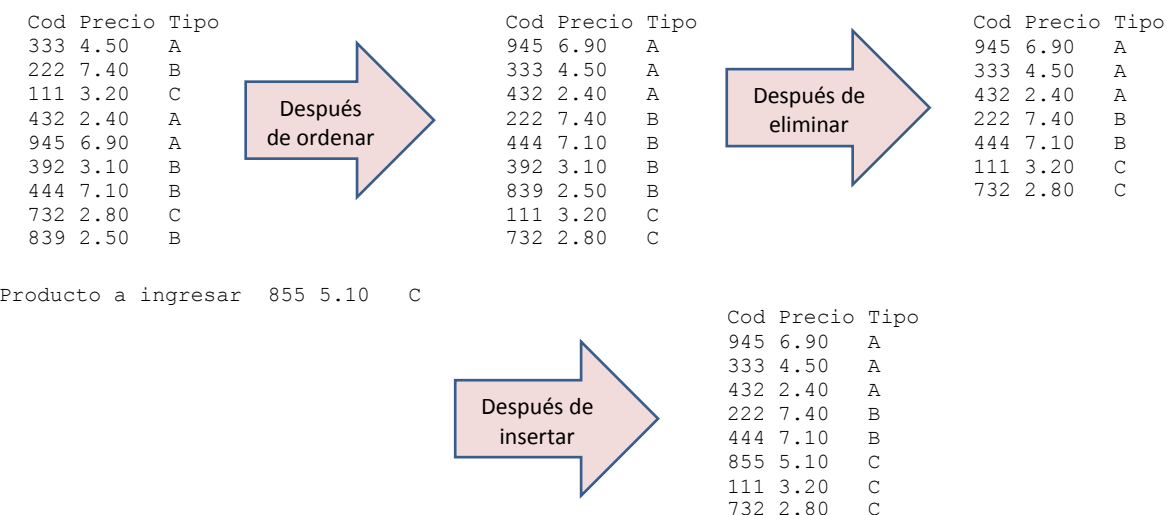 Cod Precio Tipo
333 4.50 A
222 7.40 B
111 3.20 C
432 2.40 A
945 6.90 A
392 3.10 B
444 7.10 B
732 2.80 C
839 2.50 B
Después
de ordenar
Cod Precio Tipo
945 6.90 A
333 4.50 A
432 2.40 A
222 7.40 B
444 7.10 B
392 3.10 B
839 2.50 B
111 3.20 C
732 2.80 C
Después de
eliminar
Cod Precio Tipo
945 6.90 A
333 4.50 A
432 2.40 A
222 7.40 B
444 7.10 B
111 3.20 C
732 2.80 C
Producto a ingresar 855 5.10 C
Después de
insertar
Cod Precio Tipo
945 6.90 A
333 4.50 A
432 2.40 A
222 7.40 B
444 7.10 B
855 5.10 C
111 3.20 C
732 2.80 C